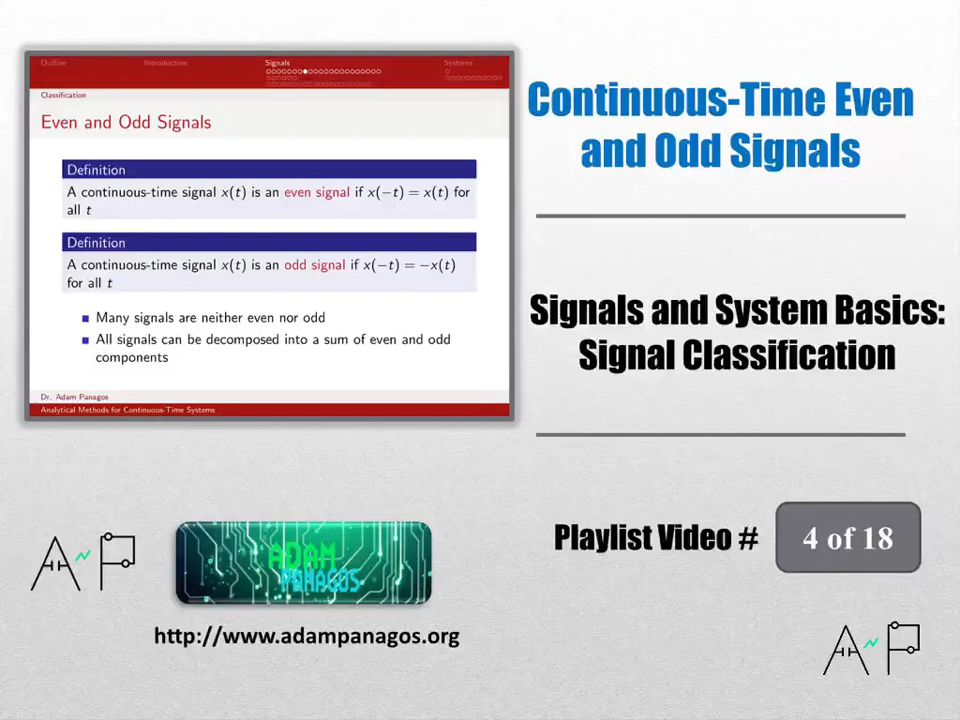 Outline Introduction Signals Systems
Classification
Even and Odd Signals
Definition
A continuous-time signal x(t) is an even signal if x(−t) = x(t) for
all t
Definition
A continuous-time signal x(t) is an odd signal if x(−t) = −x(t)
for all t
Many signals are neither even nor odd
All signals can be decomposed into a sum of even and odd
components
Dr. Adam Panagos
Analytical Methods for Continuous-Time Systems
Continuous-Time Even
and Odd Signals
Signals and System Basics:
Signal Classification
Playlist Video # 4 of 18
A P
ADAM
PANAGOS
http://www.adampanagos.org
A P